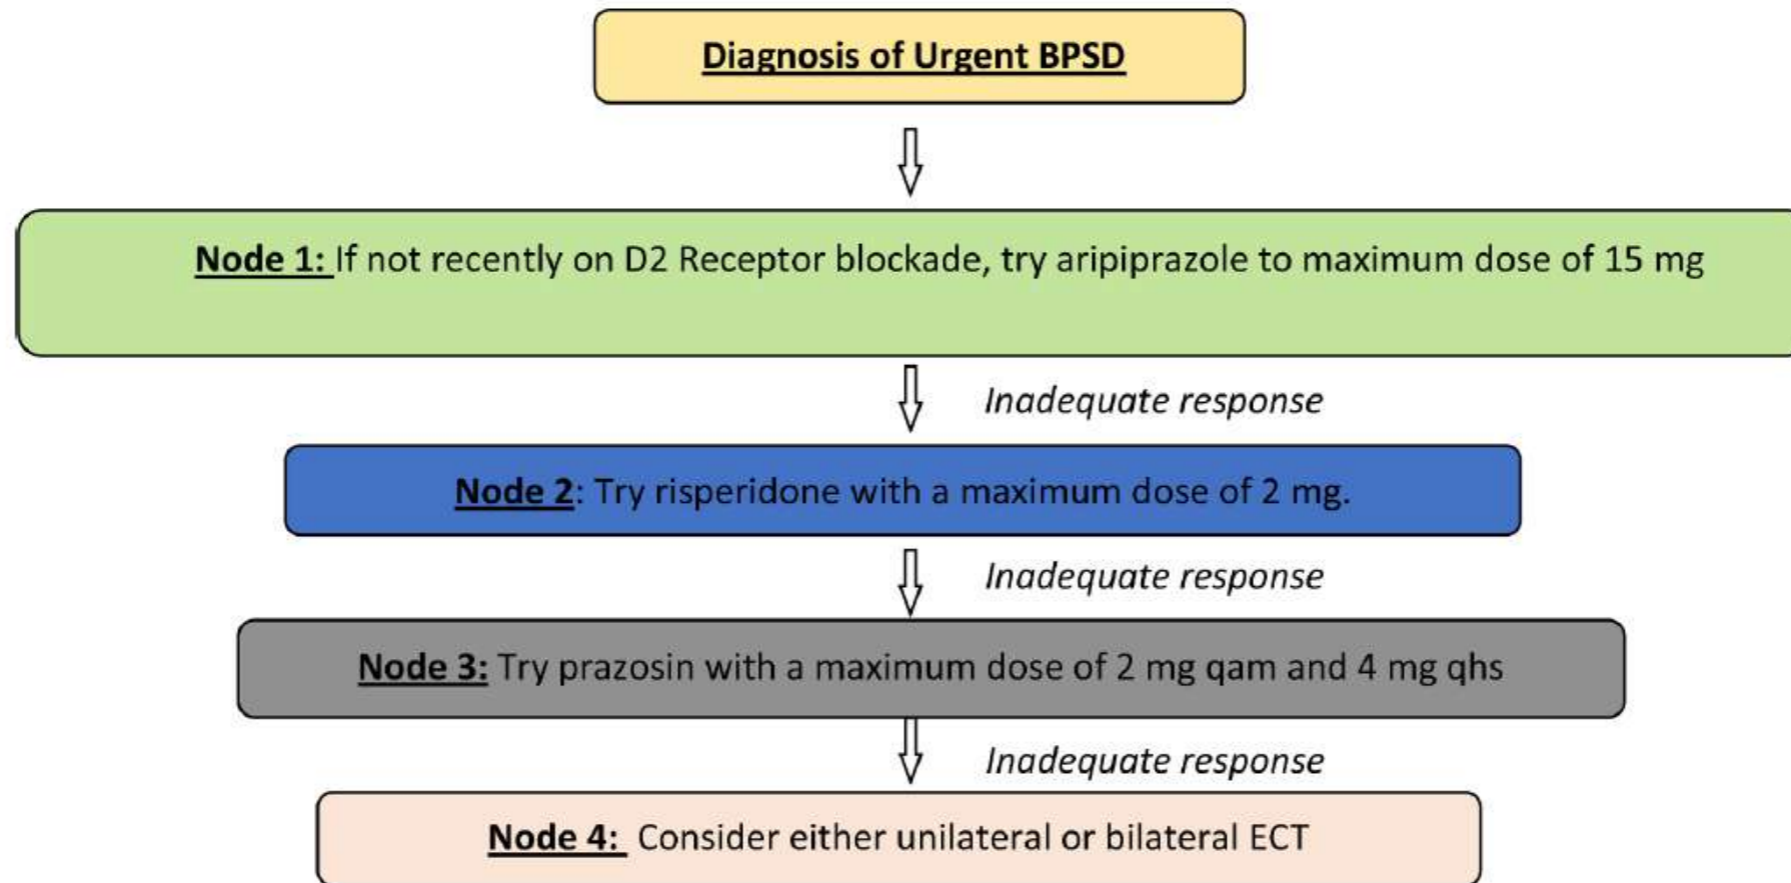 Diagnosis of Urgent BPSD
Node 1: If not recently on D2 Receptor blockade, try aripiprazole to maximum dose of 15 mg
Inadequate response
Node 2: Try risperidone with a maximum dose of 2 mg.
Inadequate response
Node 3: Try prazosin with a maximum dose of 2 mg qam and 4 mg qhs
Inadequate response
Node 4: Consider either unilateral or bilateral ECT